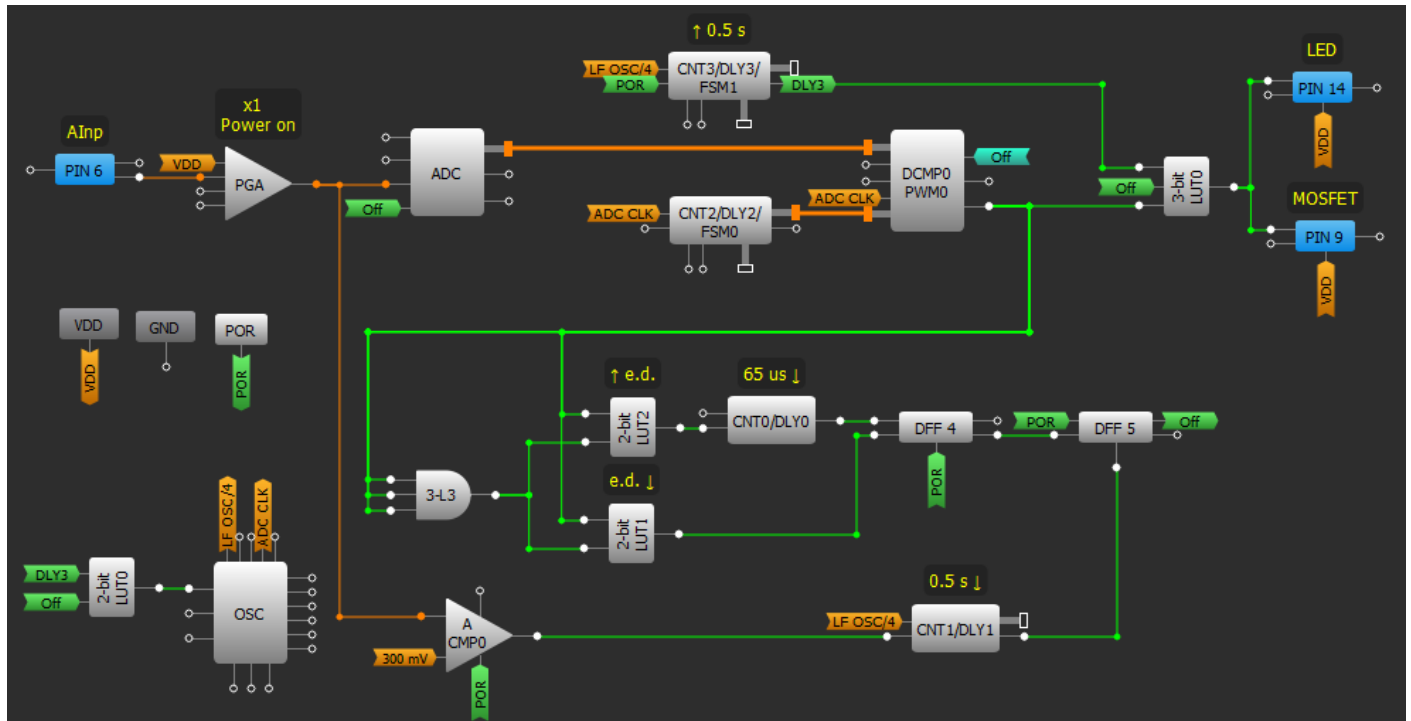 ↑ 0.5 s
LED
LF OSC/4
POR
CNT3/DLY3/
FSM1
DLY3
PIN 14
VDD
x1
Power on
AInp
PIN 6
VDD
PGA
ADC
Off
DCMP0
PWM0
Off
ADC CLK
ADC CLK
CNT2/DLY2/
FSM0
Off
3-bit
LUT0
MOSFET
PIN 9
VDD
VDD
VDD
GND
POR
POR
↑ e.d.
65 us ↓
2-bit
LUT2
CNT0/DLY0
DFF 4
POR
POR
DFF 5
Off
3-L3
e.d. ↓
2-bit
LUT1
LF OSC/4
ADC CLK
DLY3
Off
2-bit
LUT0
OSC
A
CMP0
300 mV
POR
0.5 s ↓
LF OSC/4
CNT1/DLY1